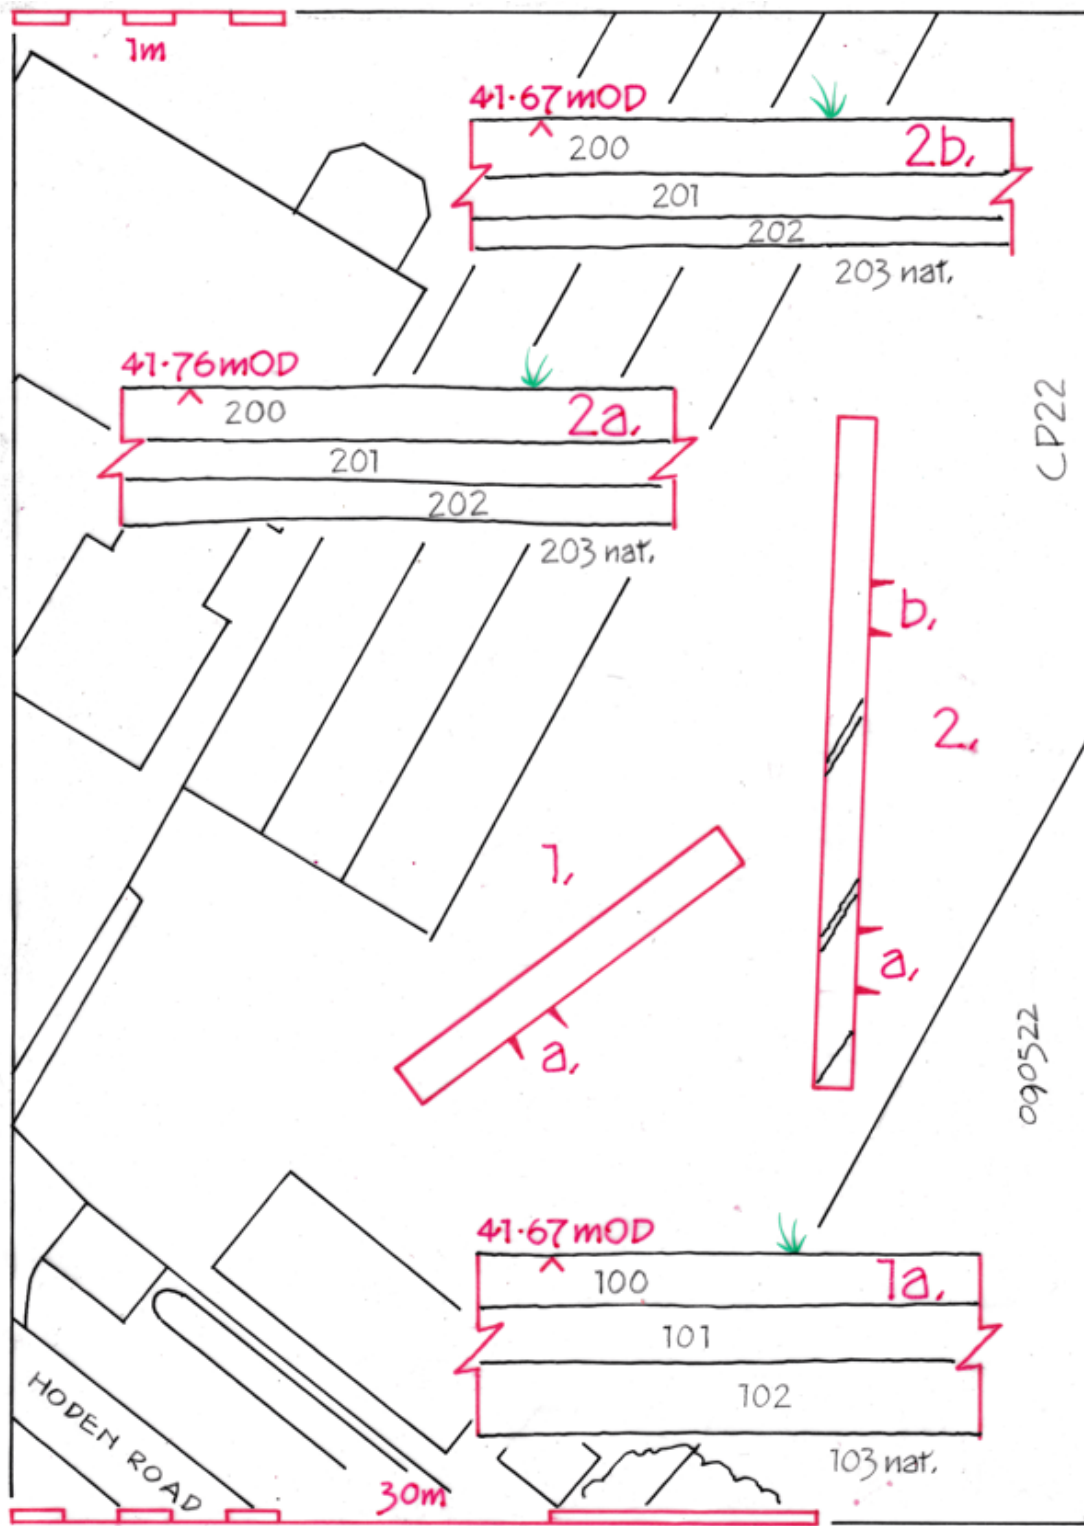 1m
41.67mOD
200
2b.
201
202
203 nat.
41.76mOD
200
2a.
201
202
203 nat.
CP22
b.
2.
1.
a.
a.
090522
41.67mOD
100
1a.
101
102
103 nat.
HODEN ROAD
30m